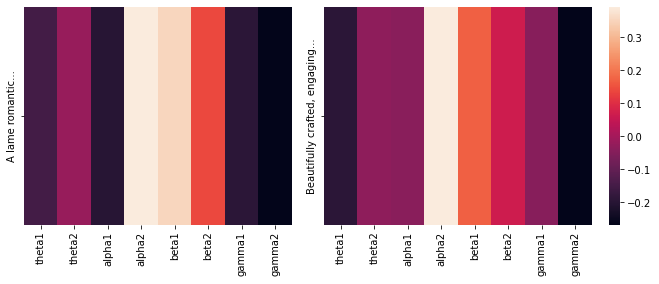 A lame romantic...
theta1
theta2
alpha1
alpha2
beta1
beta2
gamma1
gamma2
Beautifully crafted, engaging...
theta1
theta2
alpha1
alpha2
beta1
beta2
gamma1
gamma2
0.3
0.2
0.1
0.0
−0.1
−0.2